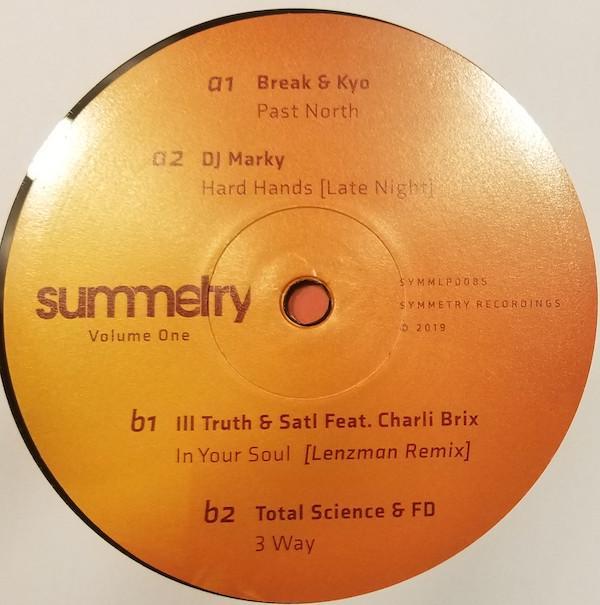 a1 Break & Kyo
Past North
a2 DJ Marky
Hard Hands [Late Night]
summetry
Volume One
SYMMLP008S
SYMMETRY RECORDINGS
© 2019
b1 Ill Truth & Satl Feat. Charli Brix
In Your Soul [Lenzman Remix]
b2 Total Science & FD
3 Way